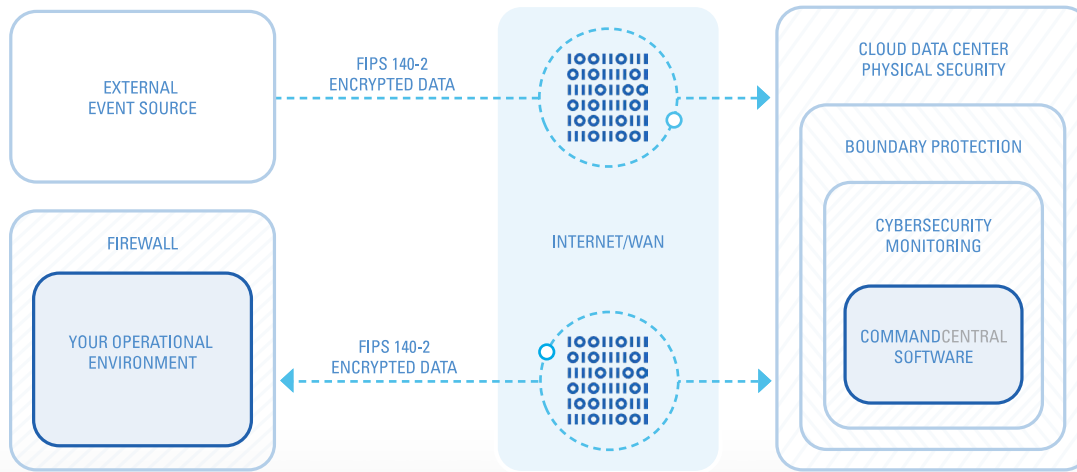 EXTERNAL
EVENT SOURCE
FIPS 140-2
ENCRYPTED DATA
CLOUD DATA CENTER
PHYSICAL SECURITY
BOUNDARY PROTECTION
CYBERSECURITY
MONITORING
COMMANDCENTRAL
SOFTWARE
INTERNET/WAN
FIREWALL
YOUR OPERATIONAL
ENVIRONMENT
FIPS 140-2
ENCRYPTED DATA